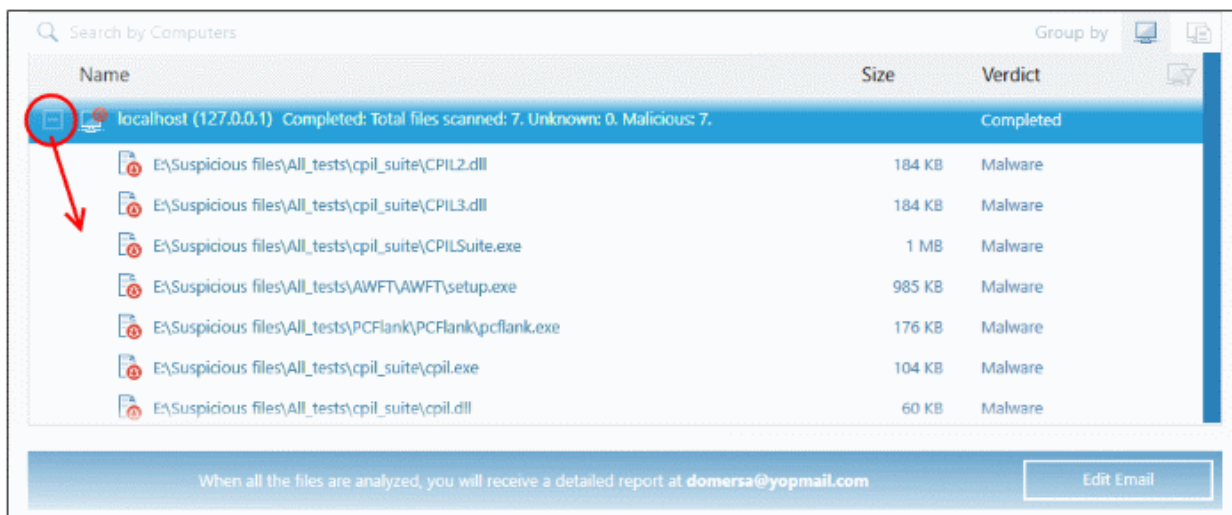 Search by Computers Group by
Name Size Verdict
localhost (127.0.0.1) Completed: Total files scanned: 7. Unknown: 0. Malicious: 7. Completed
E:\Suspicious files\All_tests\cpil_suite\CPIL2.dll 184 KB Malware
E:\Suspicious files\All_tests\cpil_suite\CPIL3.dll 184 KB Malware
E:\Suspicious files\All_tests\cpil_suite\CPILSuite.exe 1 MB Malware
E:\Suspicious files\All_tests\AWFT\AWFT\setup.exe 985 KB Malware
E:\Suspicious files\All_tests\PCFlank\PCFlank\pcflank.exe 176 KB Malware
E:\Suspicious files\All_tests\cpil_suite\cpil.exe 104 KB Malware
E:\Suspicious files\All_tests\cpil_suite\cpil.dll 60 KB Malware
When all the files are analyzed, you will receive a detailed report at domersa@yopmail.com Edit Email